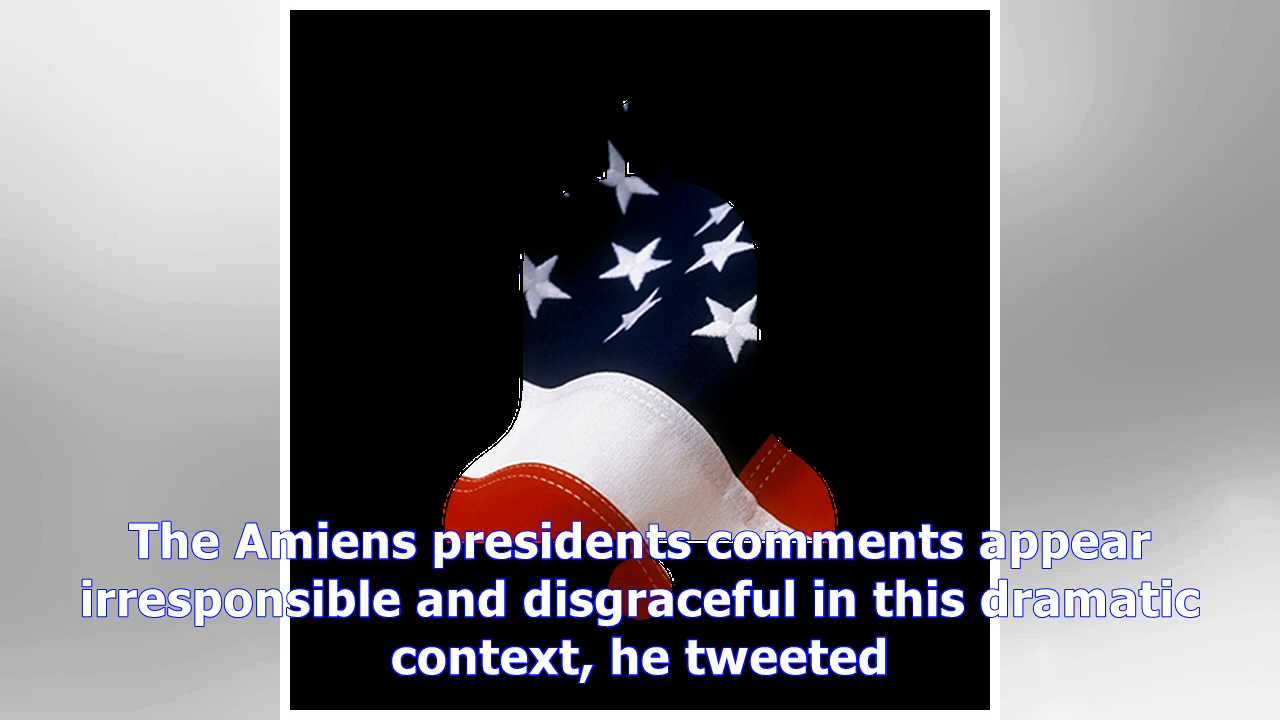 The Amiens presidents comments appear
irresponsible and disgraceful in this dramatic
context, he tweeted